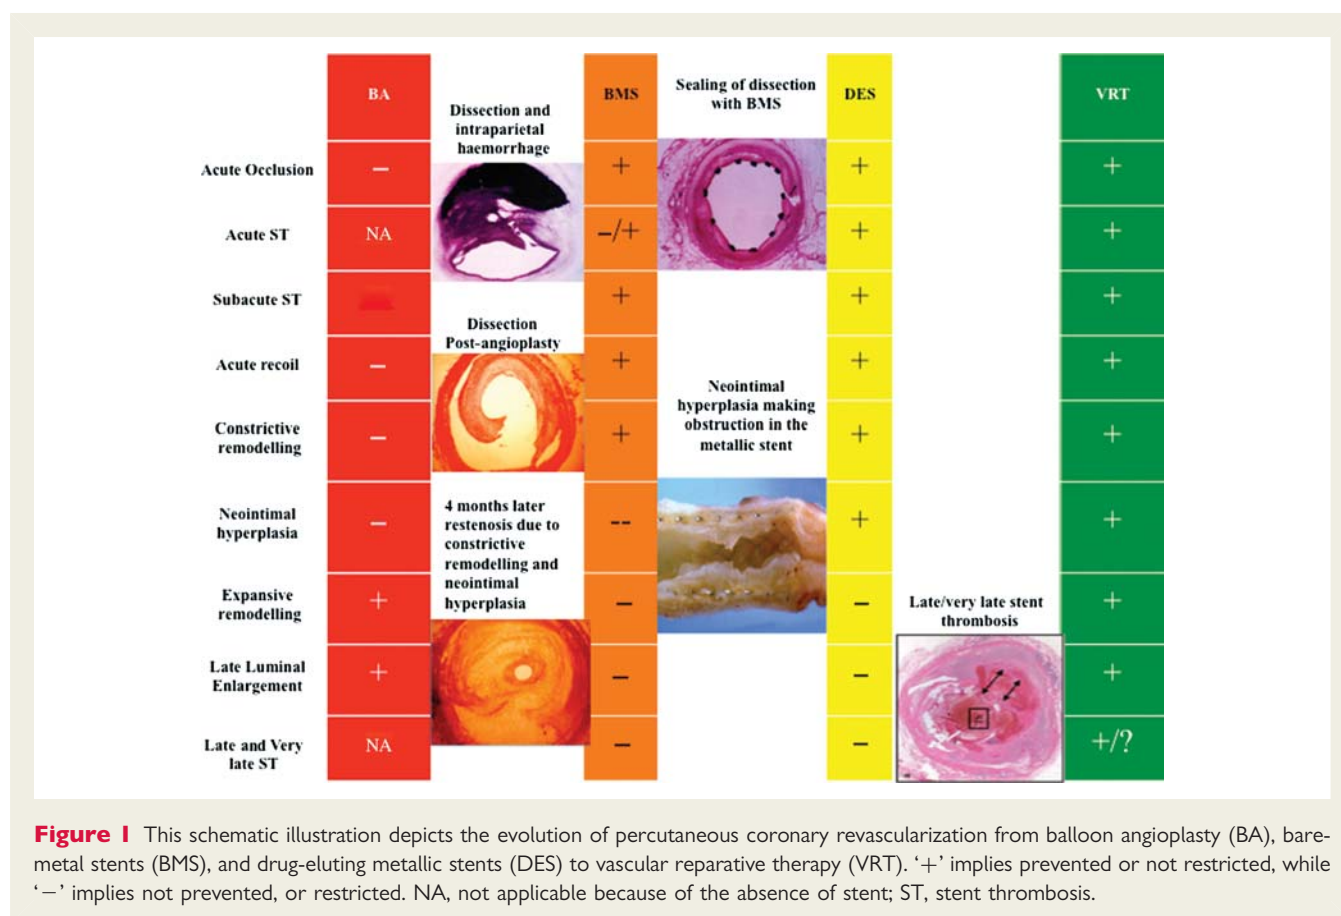 BA
BMS
DES
VRT
Dissection and
intraparietal
haemorrhage
Sealing of dissection
with BMS
Acute Occlusion
–
+
+
+
Acute ST
NA
–/+
+
+
Subacute ST
+
+
+
Dissection
Post-angioplasty
Acute recoil
–
+
+
+
Neointimal
hyperplasia making
obstruction in the
metallic stent
Constrictive
remodelling
–
+
+
+
Neointimal
hyperplasia
–
--
+
+
4 months later
restenosis due to
constrictive
remodelling and
neointimal
hyperplasia
Expansive
remodelling
+
–
–
+
Late/very late stent
thrombosis
Late Luminal
Enlargement
+
–
–
+
Late and Very
late ST
NA
–
–
+/?
Figure 1 This schematic illustration depicts the evolution of percutaneous coronary revascularization from balloon angioplasty (BA), bare-
metal stents (BMS), and drug-eluting metallic stents (DES) to vascular reparative therapy (VRT). ‘+’ implies prevented or not restricted, while
‘−’ implies not prevented, or restricted. NA, not applicable because of the absence of stent; ST, stent thrombosis.